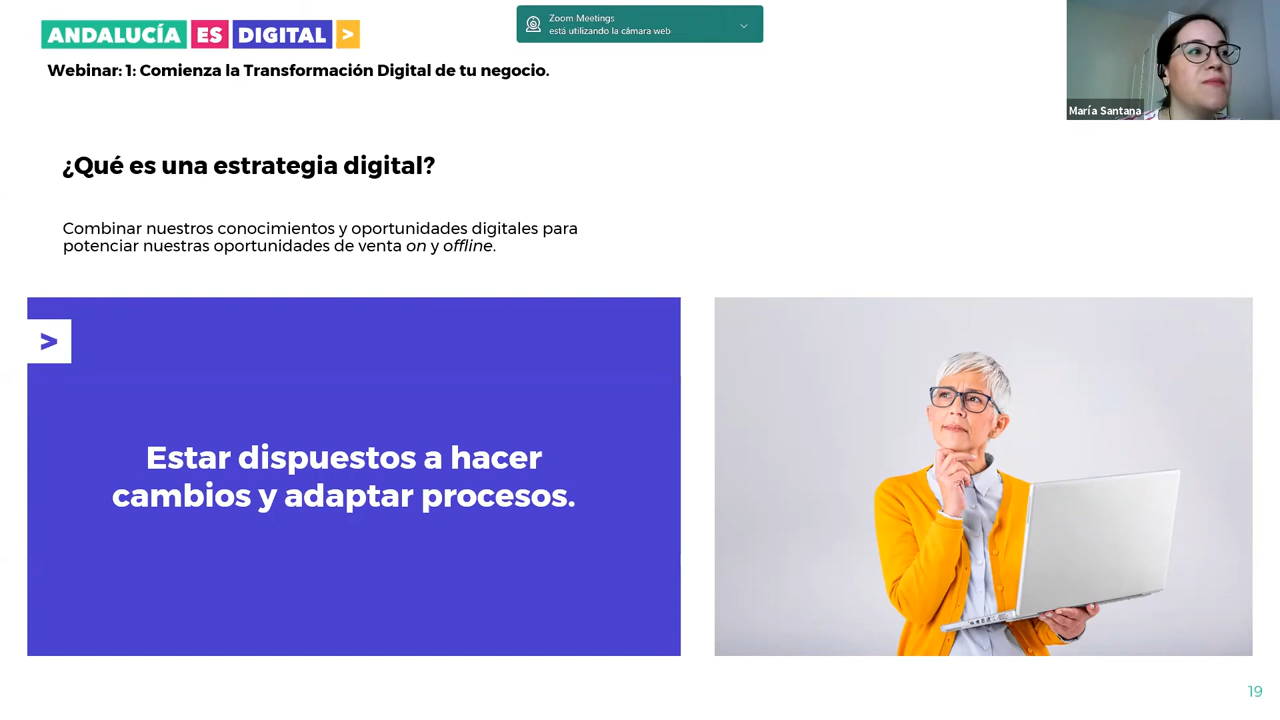 ANDALUCÍA ES DIGITAL >
Zoom Meetings
está utilizando la cámara web
Webinar: 1: Comienza la Transformación Digital de tu negocio.
María Santana
¿Qué es una estrategia digital?
Combinar nuestros conocimientos y oportunidades digitales para
potenciar nuestras oportunidades de venta on y offline.
>
Estar dispuestos a hacer
cambios y adaptar procesos.
19